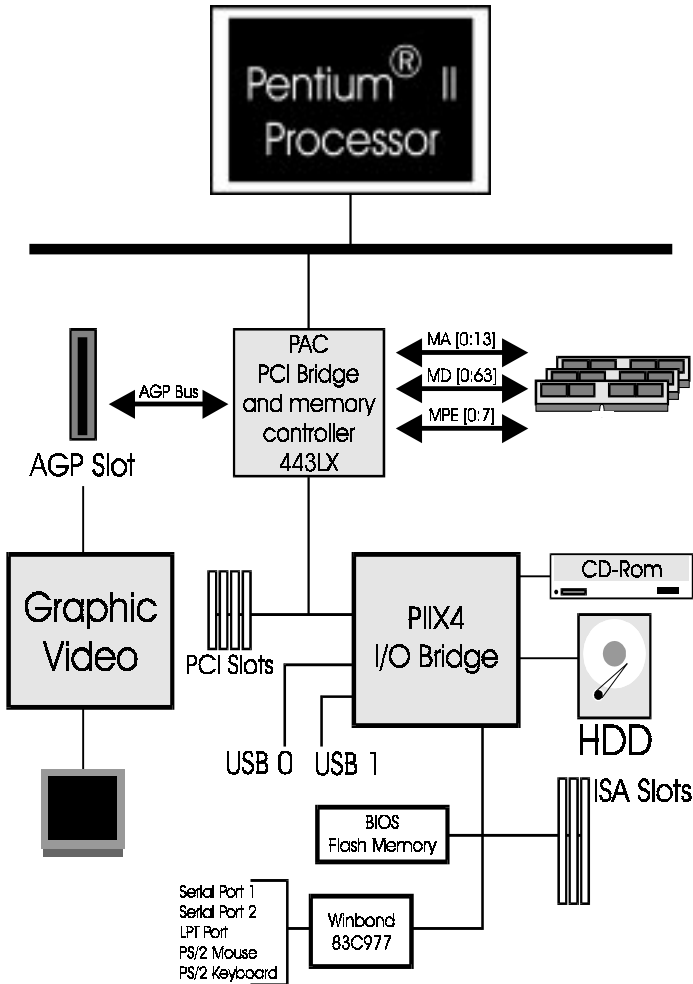 Pentium® II
Processor
PAC
PCI Bridge
and memory
controller
443LX
MA [0:13]
MD [0:63]
MPE [0:7]
AGP Bus
AGP Slot
Graphic
Video
PCI Slots
PIIX4
I/O Bridge
CD-Rom
HDD
USB 0
USB 1
ISA Slots
BIOS
Flash Memory
Serial Port 1
Serial Port 2
LPT Port
PS/2 Mouse
PS/2 Keyboard
Winbond
83C977